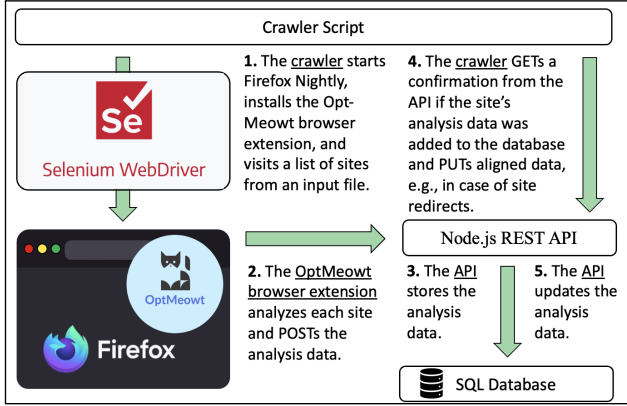 Crawler Script
Se
Selenium WebDriver
1. The crawler starts
Firefox Nightly,
installs the Opt-
Meowt browser
extension, and
visits a list of sites
from an input file.
4. The crawler GETs a
confirmation from the
API if the site's
analysis data was
added to the database
and PUTs aligned data,
e.g., in case of site
redirects.
OptMeowt
Firefox
2. The OptMeowt
browser extension
analyzes each site
and POSTs the
analysis data.
Node.js REST API
3. The API
stores the
analysis
data.
5. The API
updates the
analysis
data.
SQL Database